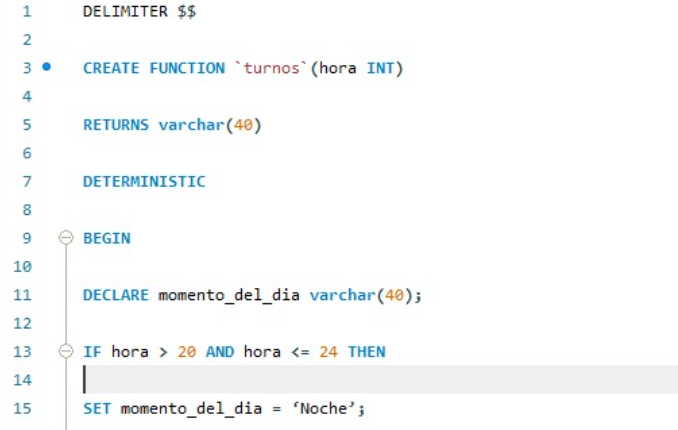 1 DELIMITER $$
2
3 CREATE FUNCTION `turnos`(hora INT)
4
5 RETURNS varchar(40)
6
7 DETERMINISTIC
8
9 BEGIN
10
11 DECLARE momento_del_dia varchar(40);
12
13 IF hora > 20 AND hora <= 24 THEN
14
15 SET momento_del_dia = ‘Noche’;